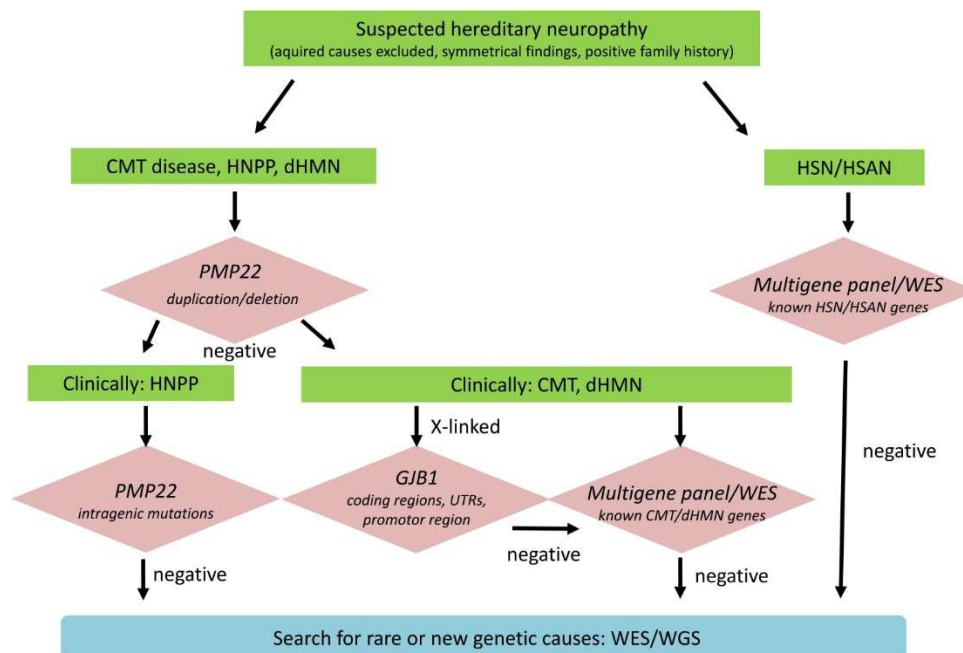 Suspected hereditary neuropathy
(aquired causes excluded, symmetrical findings, positive family history)
CMT disease, HNPP, dHMN
HSN/HSAN
PMP22
duplication/deletion
Multigene panel/WES
known HSN/HSAN genes
negative
Clinically: HNPP
Clinically: CMT, dHMN
X-linked
negative
PMP22
intragenic mutations
GJB1
coding regions, UTRs,
promotor region
Multigene panel/WES
known CMT/dHMN genes
negative
negative
negative
Search for rare or new genetic causes: WES/WGS